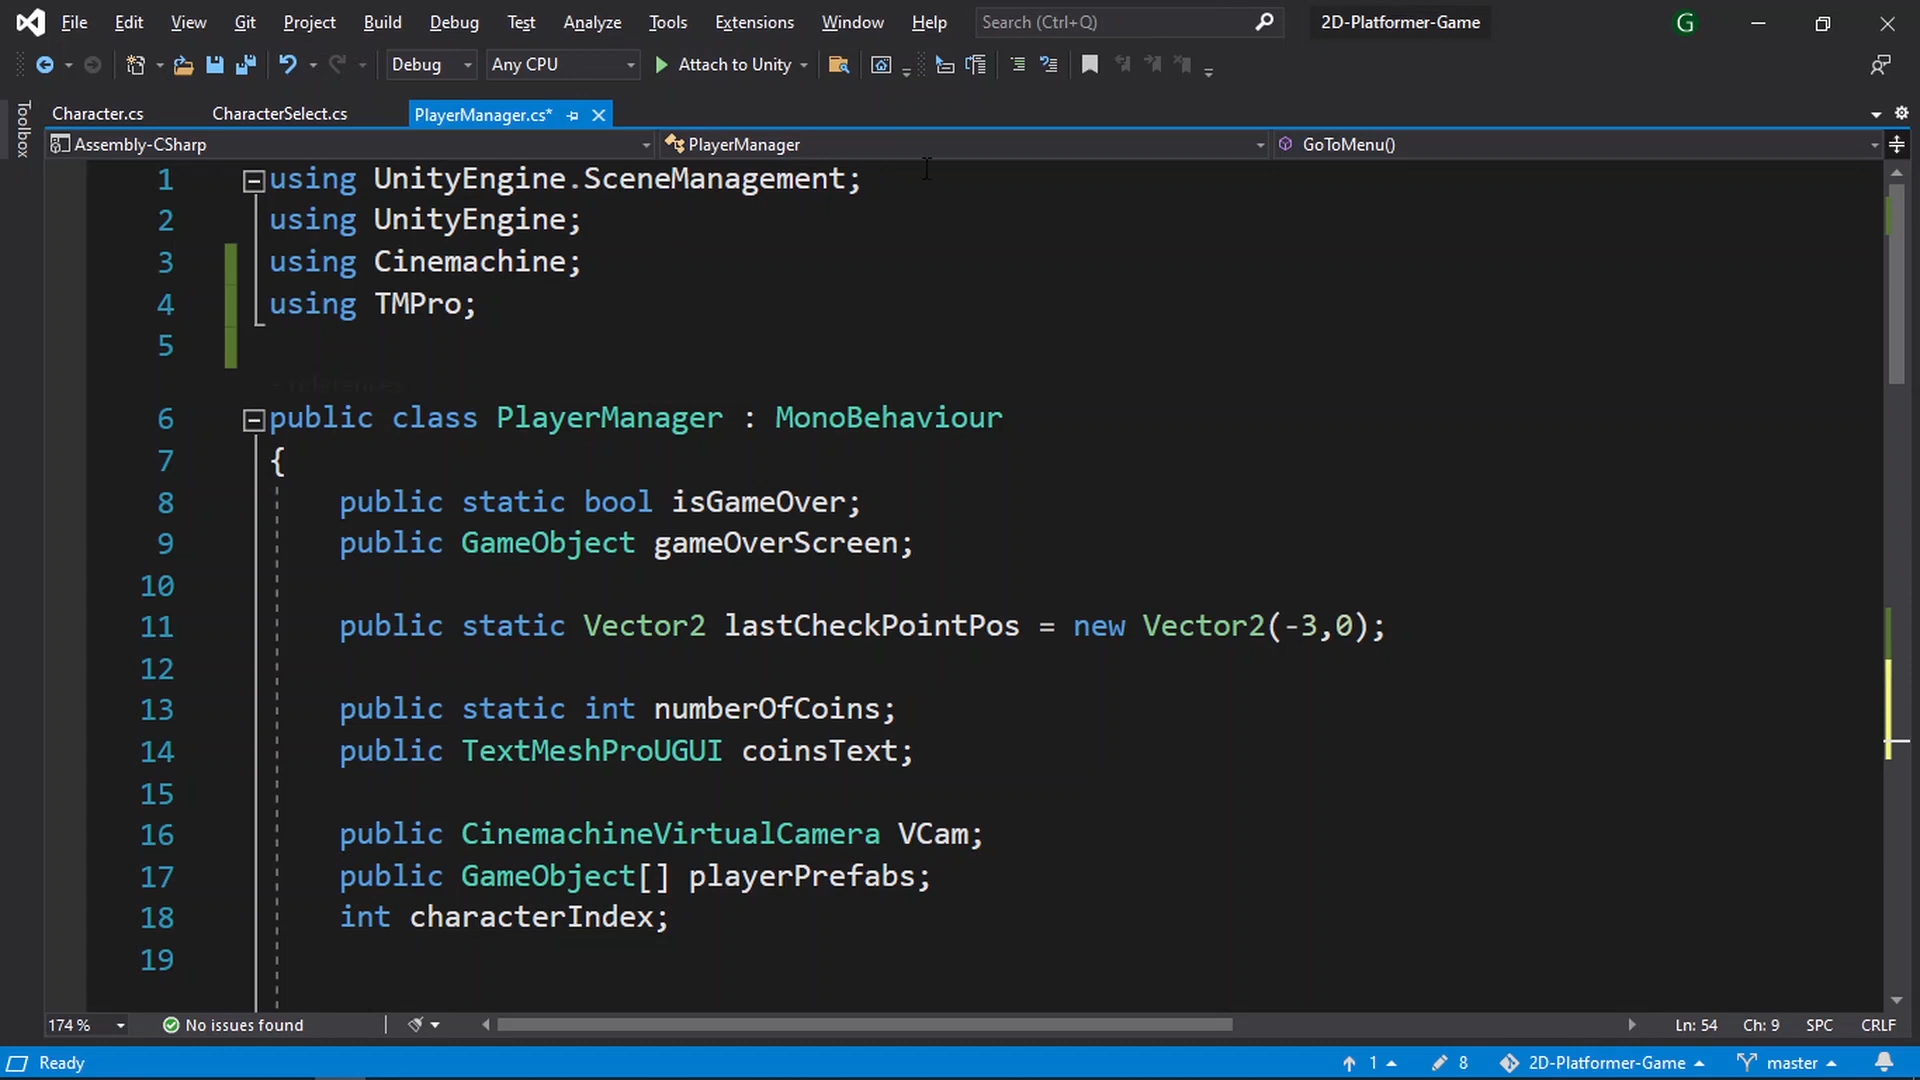 File Edit View Git Project Build Debug Test Analyze Tools Extensions Window Help Search (Ctrl+Q) 2D-Platformer-Game G
Debug Any CPU Attach to Unity
Toolbox
Character.cs CharacterSelect.cs PlayerManager.cs*
Assembly-CSharp PlayerManager GoToMenu()
1 using UnityEngine.SceneManagement;
2 using UnityEngine;
3 using Cinemachine;
4 using TMPro;
5
6 public class PlayerManager : MonoBehaviour
7 {
8 public static bool isGameOver;
9 public GameObject gameOverScreen;
10
11 public static Vector2 lastCheckPointPos = new Vector2(-3,0);
12
13 public static int numberOfCoins;
14 public TextMeshProUGUI coinsText;
15
16 public CinemachineVirtualCamera VCam;
17 public GameObject[] playerPrefabs;
18 int characterIndex;
19
174 % No issues found Ln: 54 Ch: 9 SPC CRLF
Ready 1 8 2D-Platformer-Game master